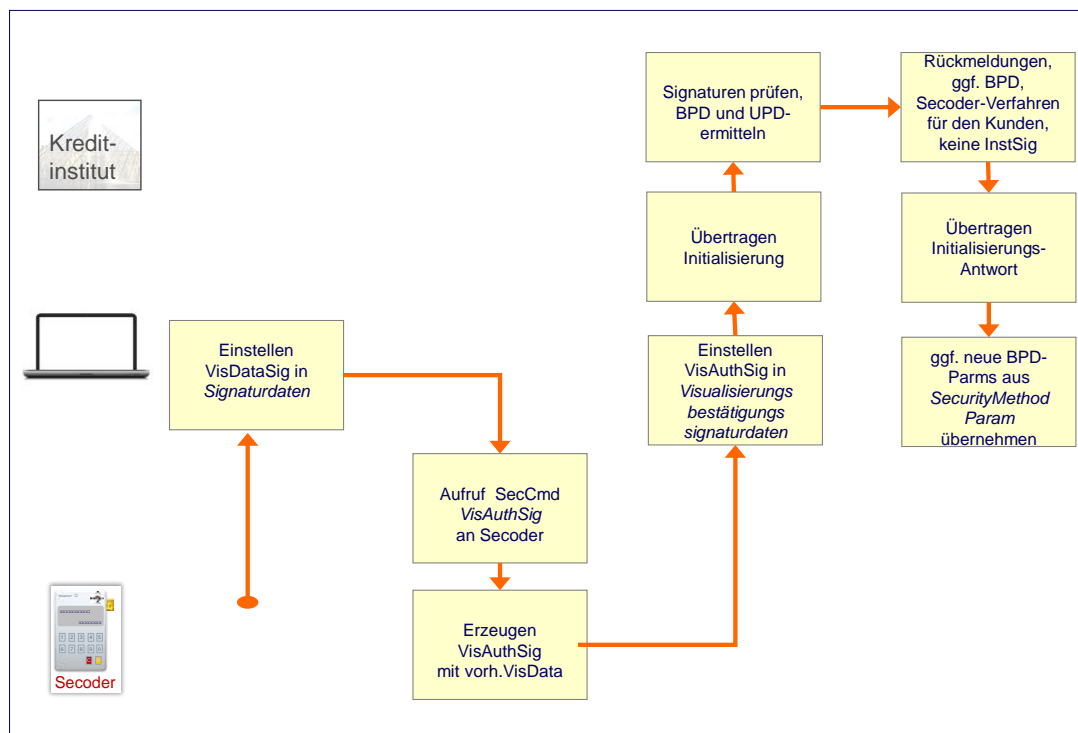 Kredit-
institut
Secoder
Einstellen
VisDataSig in
Signaturdaten
Aufruf SecCmd
VisAuthSig
an Secoder
Erzeugen
VisAuthSig
mit vorh.VisData
Einstellen
VisAuthSig in
Visualisierungs
bestätigungs
signaturdaten
Übertragen
Initialisierung
Signaturen prüfen,
BPD und UPD-
ermitteln
Rückmeldungen,
ggf. BPD,
Secoder-Verfahren
für den Kunden,
keine InstSig
Übertragen
Initialisierungs-
Antwort
ggf. neue BPD-
Parms aus
SecurityMethod
Param
übernehmen